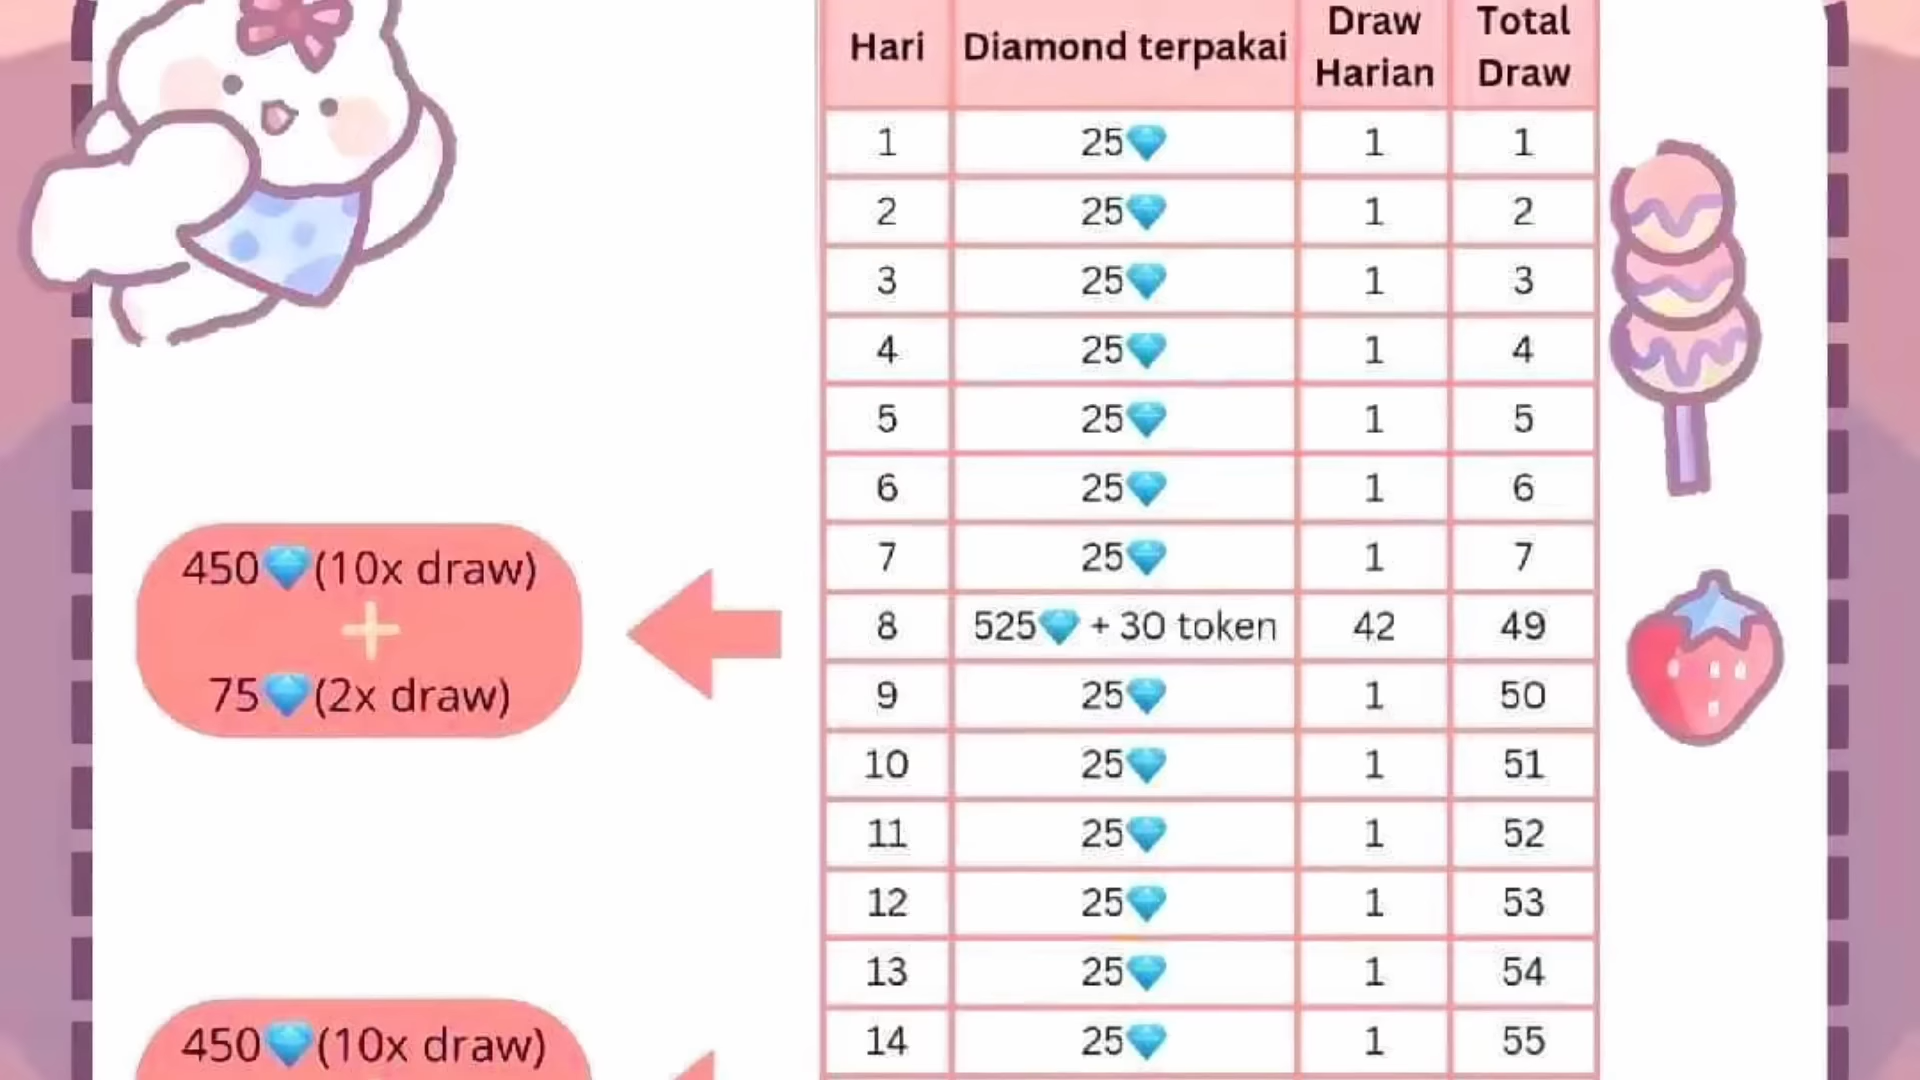 Hari Diamond terpakai Draw Harian Total Draw
1 25💎 1 1
2 25💎 1 2
3 25💎 1 3
4 25💎 1 4
5 25💎 1 5
6 25💎 1 6
7 25💎 1 7
8 525💎 + 30 token 42 49
9 25💎 1 50
10 25💎 1 51
11 25💎 1 52
12 25💎 1 53
13 25💎 1 54
14 25💎 1 55
450💎(10x draw)
+
75💎(2x draw)
450💎(10x draw)